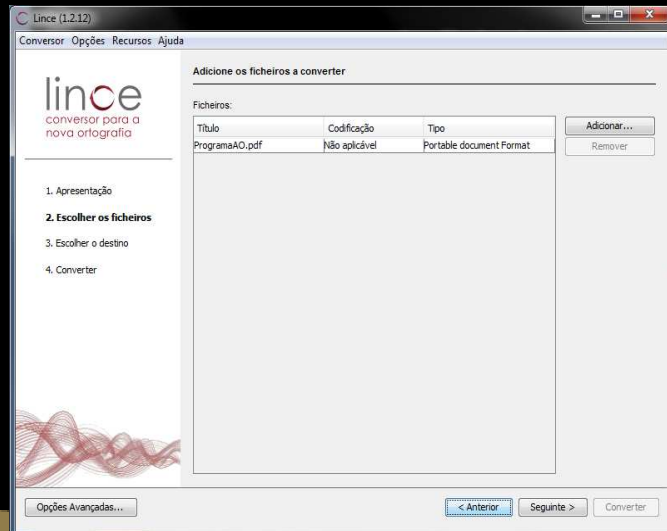 Lince (1.2.12)
Conversor Opções Recursos Ajuda
lince
conversor para a
nova ortografia
1. Apresentação
2. Escolher os ficheiros
3. Escolher o destino
4. Converter
Adicione os ficheiros a converter
Ficheiros:
Título Codificação Tipo
ProgramaAO.pdf Não aplicável Portable document Format
Adicionar...
Remover
Opções Avançadas...
< Anterior Seguinte > Converter